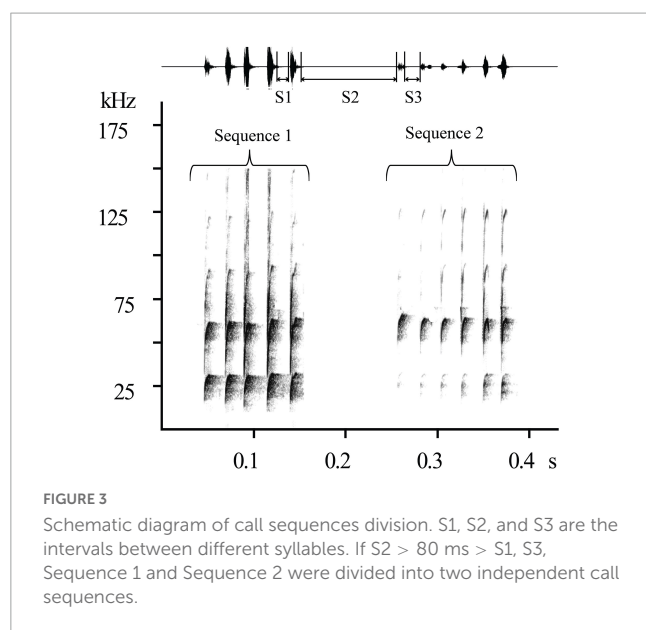 S1 S2 S3
kHz
175
Sequence 1 Sequence 2
125
75
25
0.1 0.2 0.3 0.4 s
FIGURE 3
Schematic diagram of call sequences division. S1, S2, and S3 are the
intervals between different syllables. If S2 > 80 ms > S1, S3,
Sequence 1 and Sequence 2 were divided into two independent call
sequences.